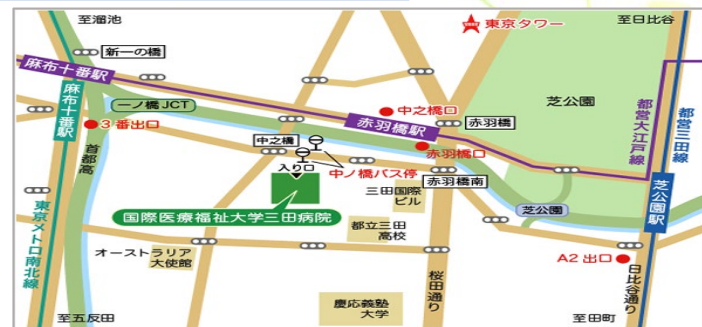 至溜池
東京タワー
至日比谷
新一の橋
麻布十番駅
麻布十番駅
一ノ橋JCT
中之橋口
赤羽橋駅
赤羽橋
芝公園
都営大江戸線
都営三田線
3番出口
首都高
中之橋
入り口
中ノ橋バス停
赤羽橋口
赤羽橋南
三田国際
ビル
国際医療福祉大学三田病院
芝公園
芝公園駅
都立三田
高校
東京メトロ南北線
オーストラリア
大使館
桜田通り
A2 出口
日比谷通り
慶応義塾
大学
至五反田
至田町